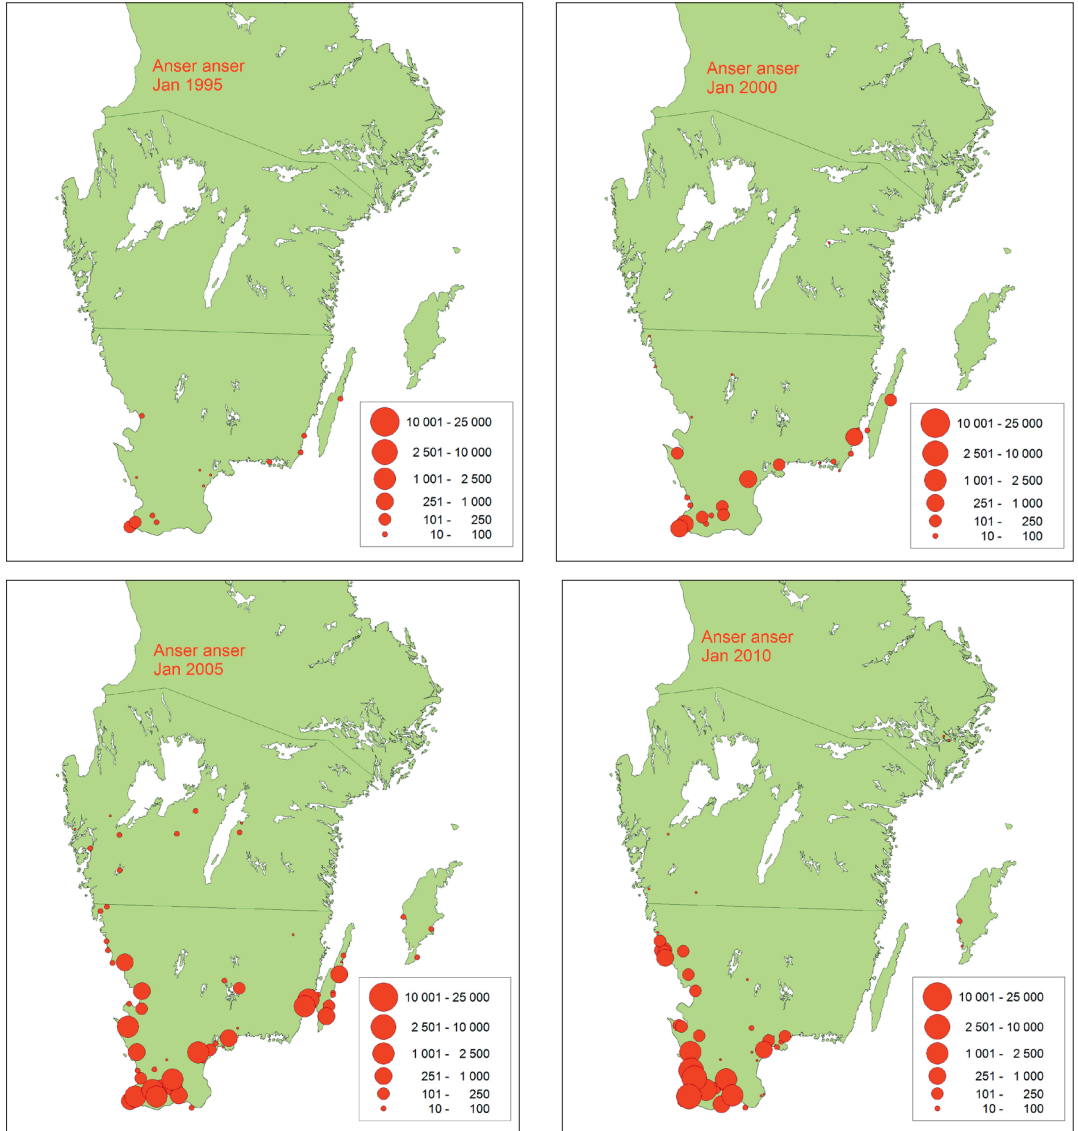 Anser anser
Jan 1995
10 001 - 25 000
2 501 - 10 000
1 001 - 2 500
251 - 1 000
101 - 250
10 - 100
Anser anser
Jan 2000
10 001 - 25 000
2 501 - 10 000
1 001 - 2 500
251 - 1 000
101 - 250
10 - 100
Anser anser
Jan 2005
10 001 - 25 000
2 501 - 10 000
1 001 - 2 500
251 - 1 000
101 - 250
10 - 100
Anser anser
Jan 2010
10 001 - 25 000
2 501 - 10 000
1 001 - 2 500
251 - 1 000
101 - 250
10 - 100